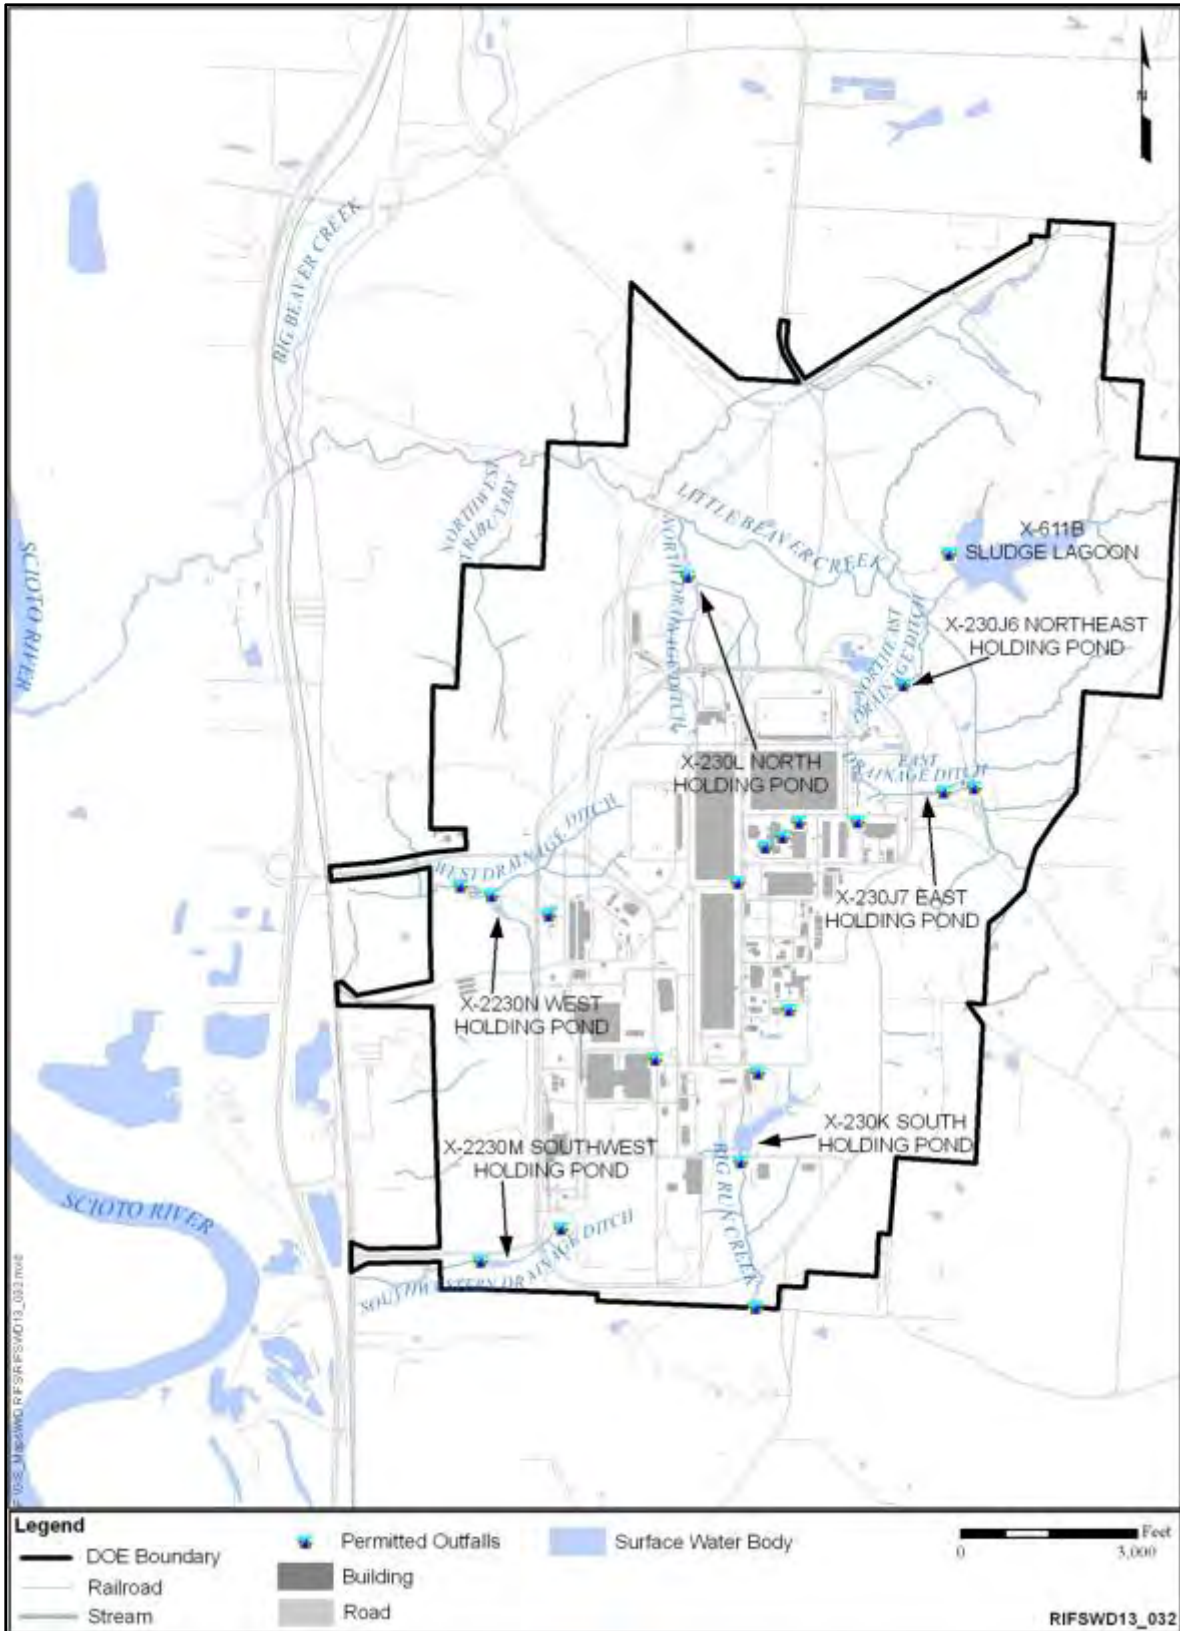 N
BIG BEAVER CREEK
NORTHWEST
TRIBUTARY
LITTLE BEAVER CREEK
X-611B
SLUDGE LAGOON
SCIOTO RIVER
NORTH DRAINAGE DITCH
NORTHEAST
DRAINAGE DITCH
X-230J6 NORTHEAST
HOLDING POND
X-230L NORTH
HOLDING POND
EAST
DRAINAGE DITCH
WEST DRAINAGE DITCH
X-230J7 EAST
HOLDING POND
X-2230N WEST
HOLDING POND
X-2230M SOUTHWEST
HOLDING POND
X-230K SOUTH
HOLDING POND
BIG RUN CREEK
SCIOTO RIVER
SOUTHWESTERN DRAINAGE DITCH
Legend
DOE Boundary
Railroad
Stream
Permitted Outfalls
Building
Road
Surface Water Body
Feet
0 3,000
RIFSWD13_032